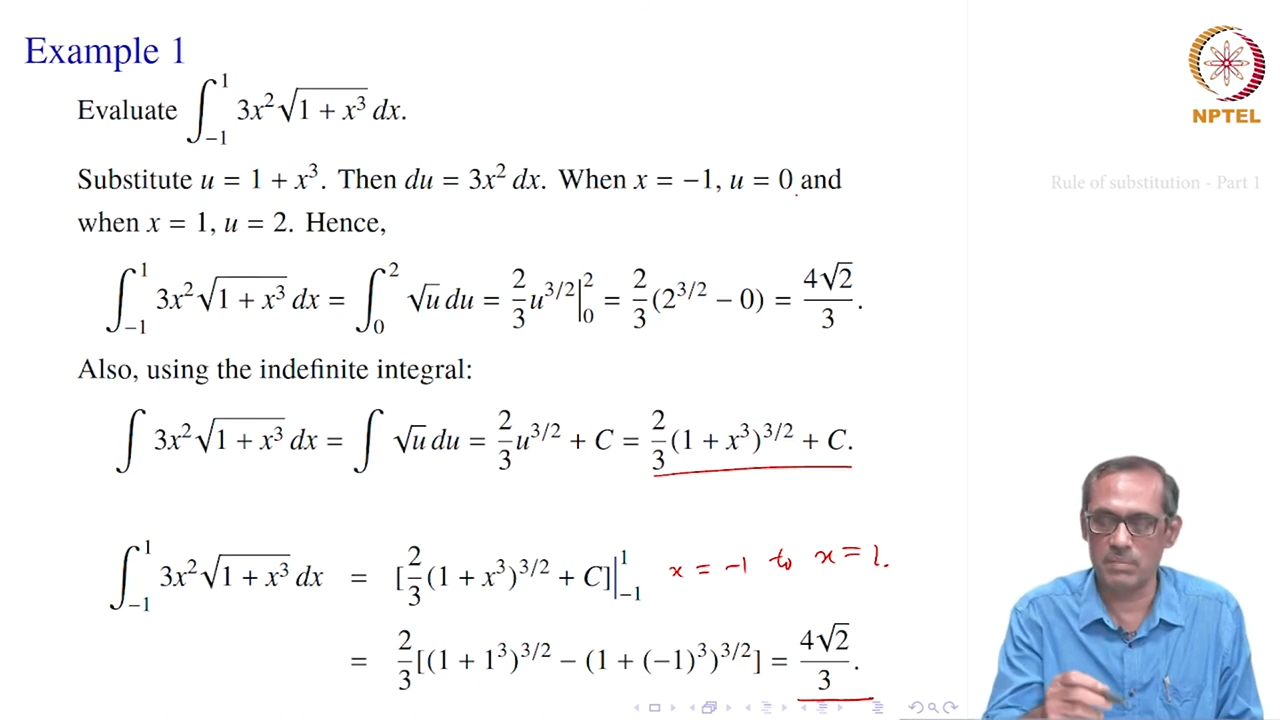 Example 1
NPTEL
Evaluate ∫_{-1}^{1} 3x²√(1 + x³) dx.
Rule of substitution - Part 1
Substitute u = 1 + x³. Then du = 3x² dx. When x = −1, u = 0 and
when x = 1, u = 2. Hence,
∫_{-1}^{1} 3x²√(1 + x³) dx = ∫_{0}^{2} √u du = 2/3 u^{3/2}|_{0}^{2} = 2/3 (2^{3/2} − 0) = 4√2/3.
Also, using the indefinite integral:
∫ 3x²√(1 + x³) dx = ∫ √u du = 2/3 u^{3/2} + C = 2/3 (1 + x³)^{3/2} + C.
∫_{-1}^{1} 3x²√(1 + x³) dx = [2/3 (1 + x³)^{3/2} + C]|_{-1}^{1} x = -1 to x = 1.
= 2/3 [(1 + 1³)^{3/2} − (1 + (−1)³)^{3/2}] = 4√2/3.